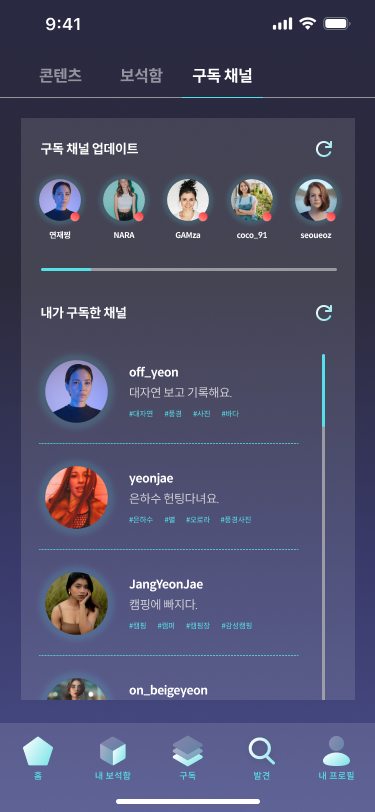 9:41
콘텐츠 보석함 구독 채널
구독 채널 업데이트
연재짱 NARA GAMza coco_91 seoueoz
내가 구독한 채널
off_yeon
대자연 보고 기록해요.
#대자연 #풍경 #사진 #바다
yeonjae
은하수 헌팅다녀요.
#은하수 #별 #오로라 #풍경사진
JangYeonJae
캠핑에 빠지다.
#캠핑 #캠퍼 #캠핑장 #감성캠핑
on_beigeyeon
홈 내 보석함 구독 발견 내 프로필